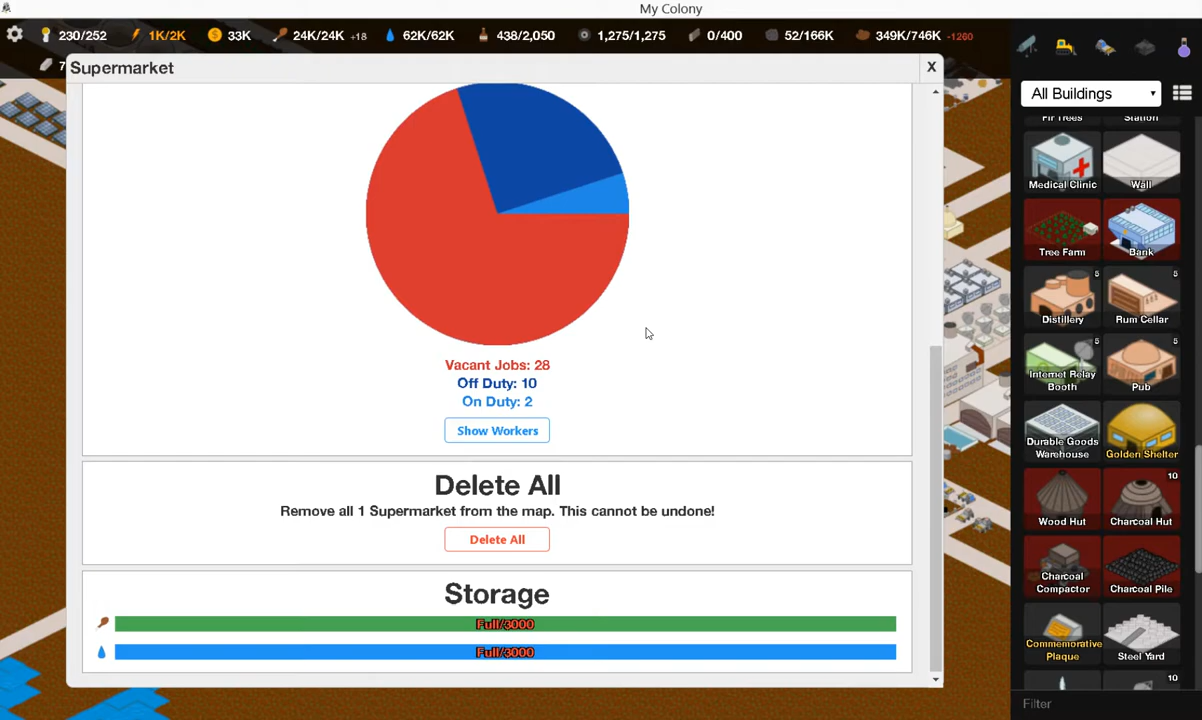 My Colony
230/252 1K/2K 33K 24K/24K +18 62K/62K 438/2,050 1,275/1,275 0/400 52/166K 349K/746K -1260
7
Supermarket X
All Buildings
Fir Trees Station
Medical Clinic Wall
Tree Farm Bank
5 5
Distillery Rum Cellar
5 5
Internet Relay Booth Pub
Durable Goods Warehouse Golden Shelter
10
Wood Hut Charcoal Hut
Charcoal Compactor Charcoal Pile
Commemorative Plaque Steel Yard
10
Filter
Vacant Jobs: 28
Off Duty: 10
On Duty: 2
Show Workers
Delete All
Remove all 1 Supermarket from the map. This cannot be undone!
Delete All
Storage
Full/3000
Full/3000